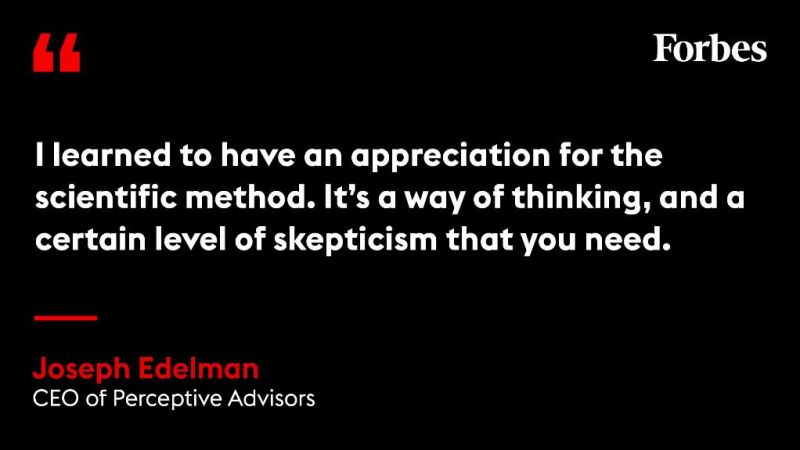 “
Forbes
I learned to have an appreciation for the
scientific method. It’s a way of thinking, and a
certain level of skepticism that you need.
Joseph Edelman
CEO of Perceptive Advisors